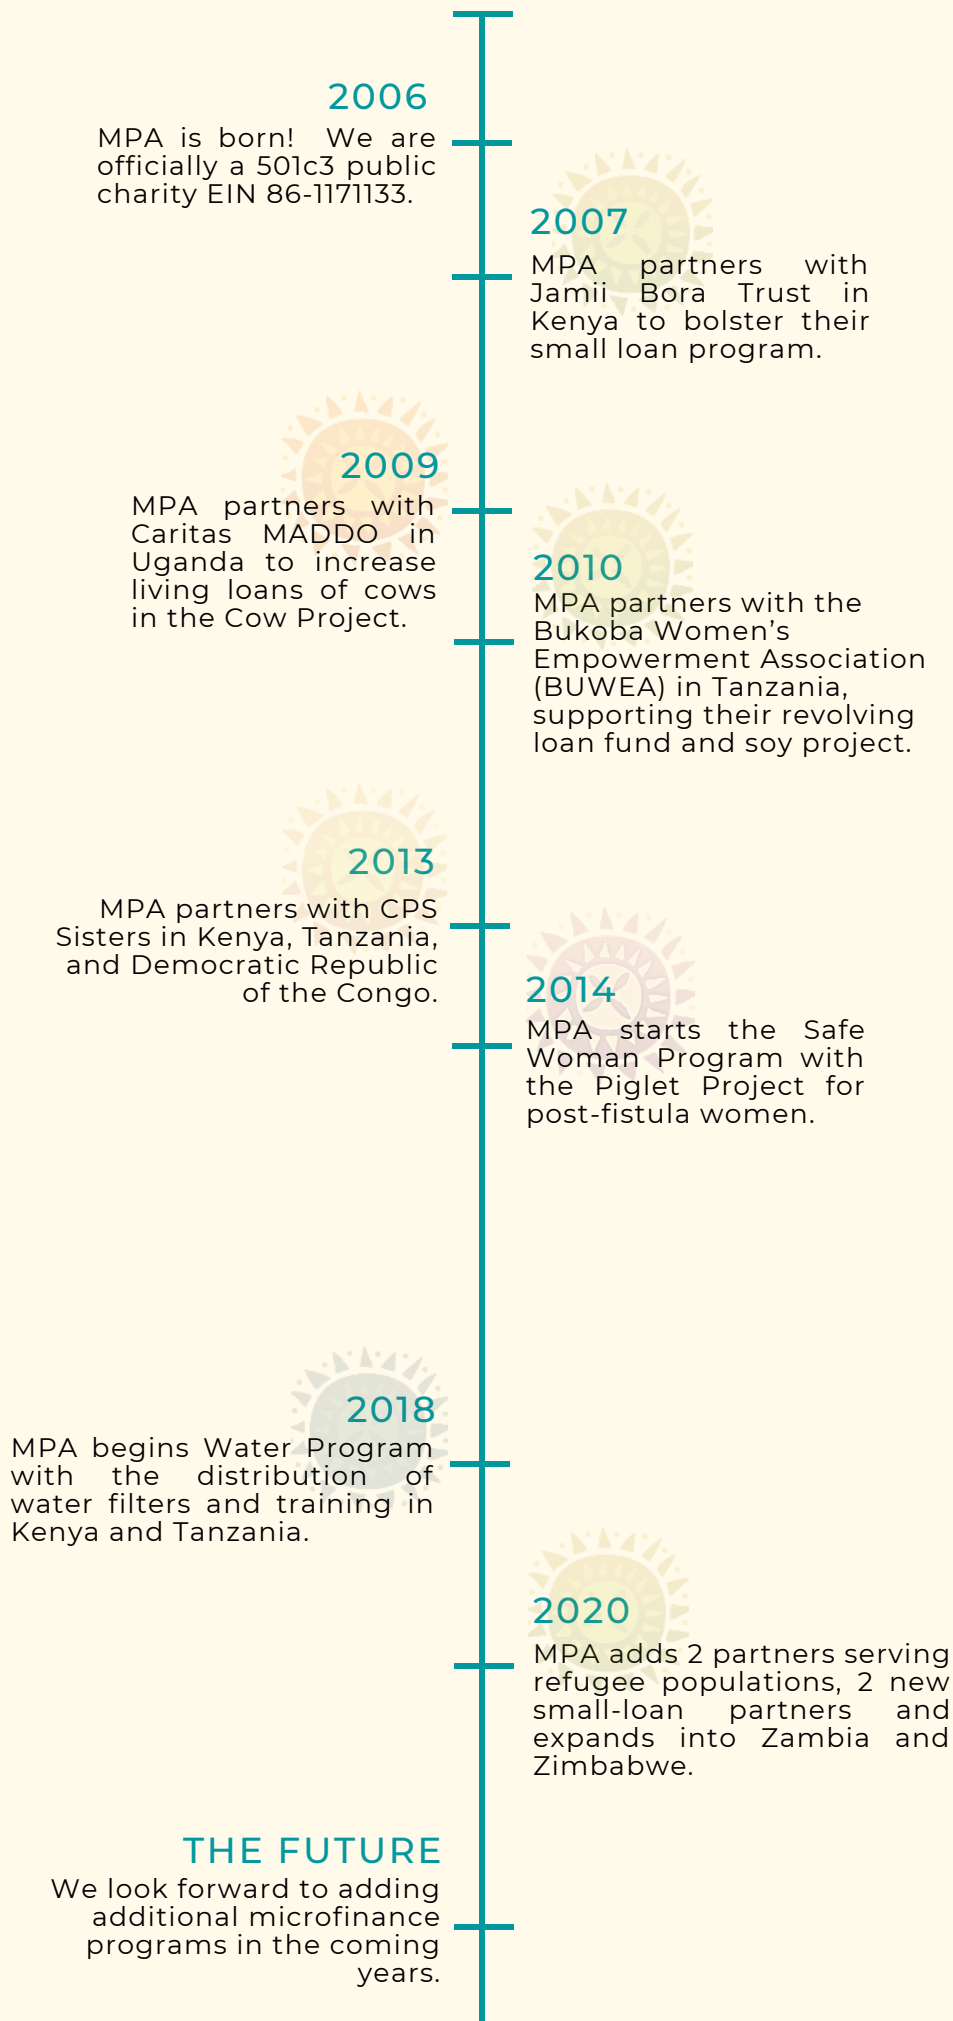 2006
MPA is born! We are
officially a 501c3 public
charity EIN 86-1171133.
2007
MPA partners with
Jamii Bora Trust in
Kenya to bolster their
small loan program.
2009
MPA partners with
Caritas MADDO in
Uganda to increase
living loans of cows
in the Cow Project.
2010
MPA partners with the
Bukoba Women's
Empowerment Association
(BUWEA) in Tanzania,
supporting their revolving
loan fund and soy project.
2013
MPA partners with CPS
Sisters in Kenya, Tanzania,
and Democratic Republic
of the Congo.
2014
MPA starts the Safe
Woman Program with
the Piglet Project for
post-fistula women.
2018
MPA begins Water Program
with the distribution of
water filters and training in
Kenya and Tanzania.
2020
MPA adds 2 partners serving
refugee populations, 2 new
small-loan partners and
expands into Zambia and
Zimbabwe.
THE FUTURE
We look forward to adding
additional microfinance
programs in the coming
years.